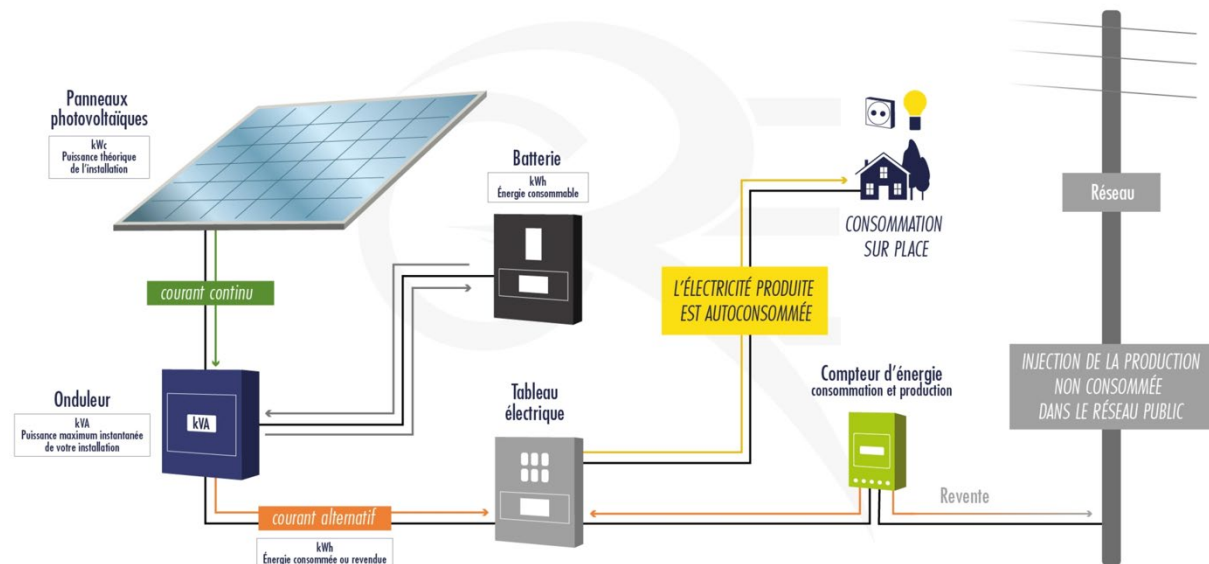 Panneaux
photovoltaïques
kWc
Puissance théorique
de l'installation
Batterie
kWh
Énergie consommable
CONSOMMATION
SUR PLACE
Réseau
courant continu
L'ÉLECTRICITÉ PRODUITE
EST AUTOCONSOMMÉE
Onduleur
kVA
Puissance maximum instantanée
de votre installation
kVA
Tableau
électrique
Compteur d'énergie
consommation et production
INJECTION DE LA PRODUCTION
NON CONSOMMÉE
DANS LE RÉSEAU PUBLIC
Revente
courant alternatif
kWh
Énergie consommée ou revendue